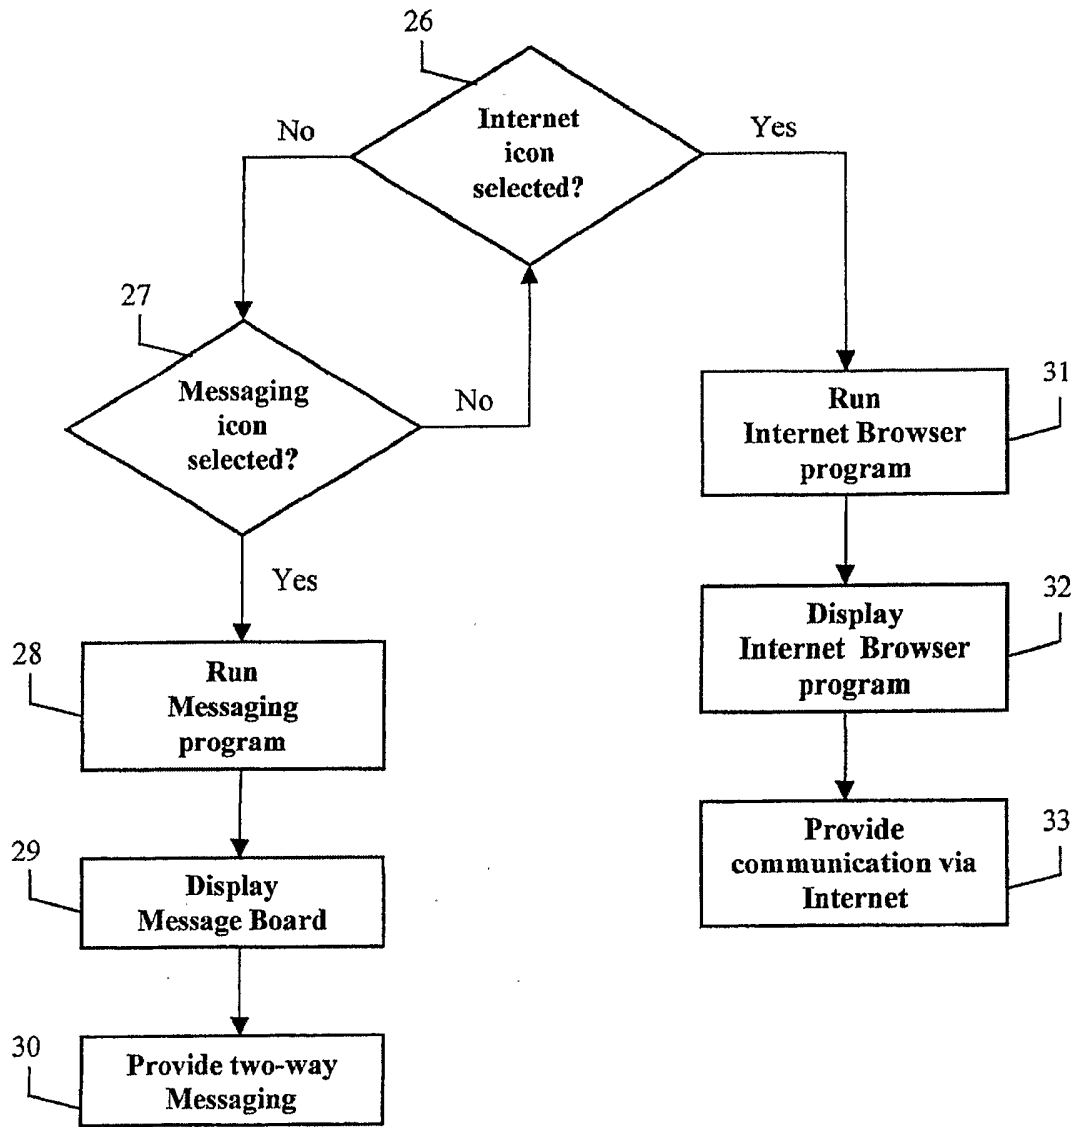 26
Internet
icon
selected?
No
Yes
27
Messaging
icon
selected?
No
Yes
28
Run
Messaging
program
29
Display
Message Board
30
Provide two-way
Messaging
31
Run
Internet Browser
program
32
Display
Internet Browser
program
33
Provide
communication via
Internet